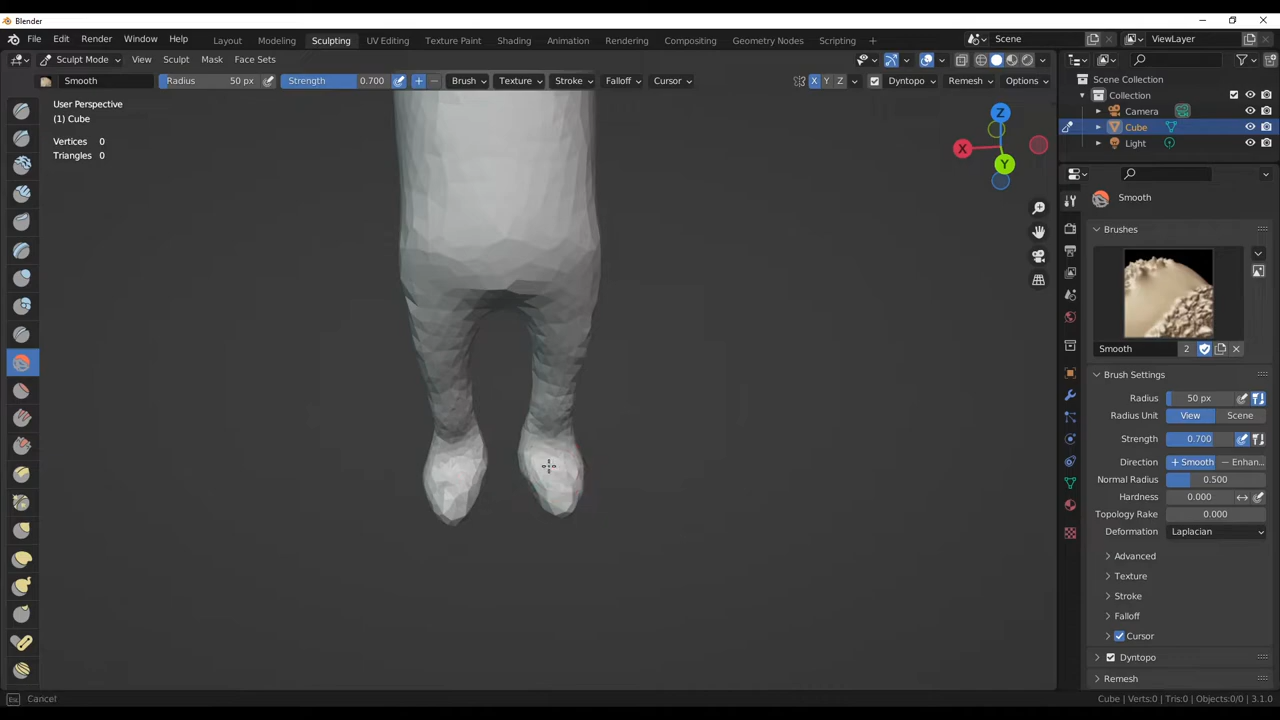 Blender
File Edit Render Window Help Layout Modeling Sculpting UV Editing Texture Paint Shading Animation Rendering Compositing Geometry Nodes Scripting + Scene ViewLayer
Sculpt Mode View Sculpt Mask Face Sets
Smooth Radius 50 px Strength 0.700 + − Brush Texture Stroke Falloff Cursor X Y Z Dyntopo Remesh Options
Scene Collection
Collection
Camera
Cube
Light
User Perspective
(1) Cube
Vertices 0
Triangles 0
Z
X
Y
Smooth
Brushes
Smooth 2
Brush Settings
Radius 50 px
Radius Unit View Scene
Strength 0.700
Direction + Smooth − Enhan...
Normal Radius 0.500
Hardness 0.000
Topology Rake 0.000
Deformation Laplacian
Advanced
Texture
Stroke
Falloff
Cursor
Dyntopo
Remesh
Esc Cancel
Cube | Verts:0 | Tris:0 | Objects:0/0 | 3.1.0